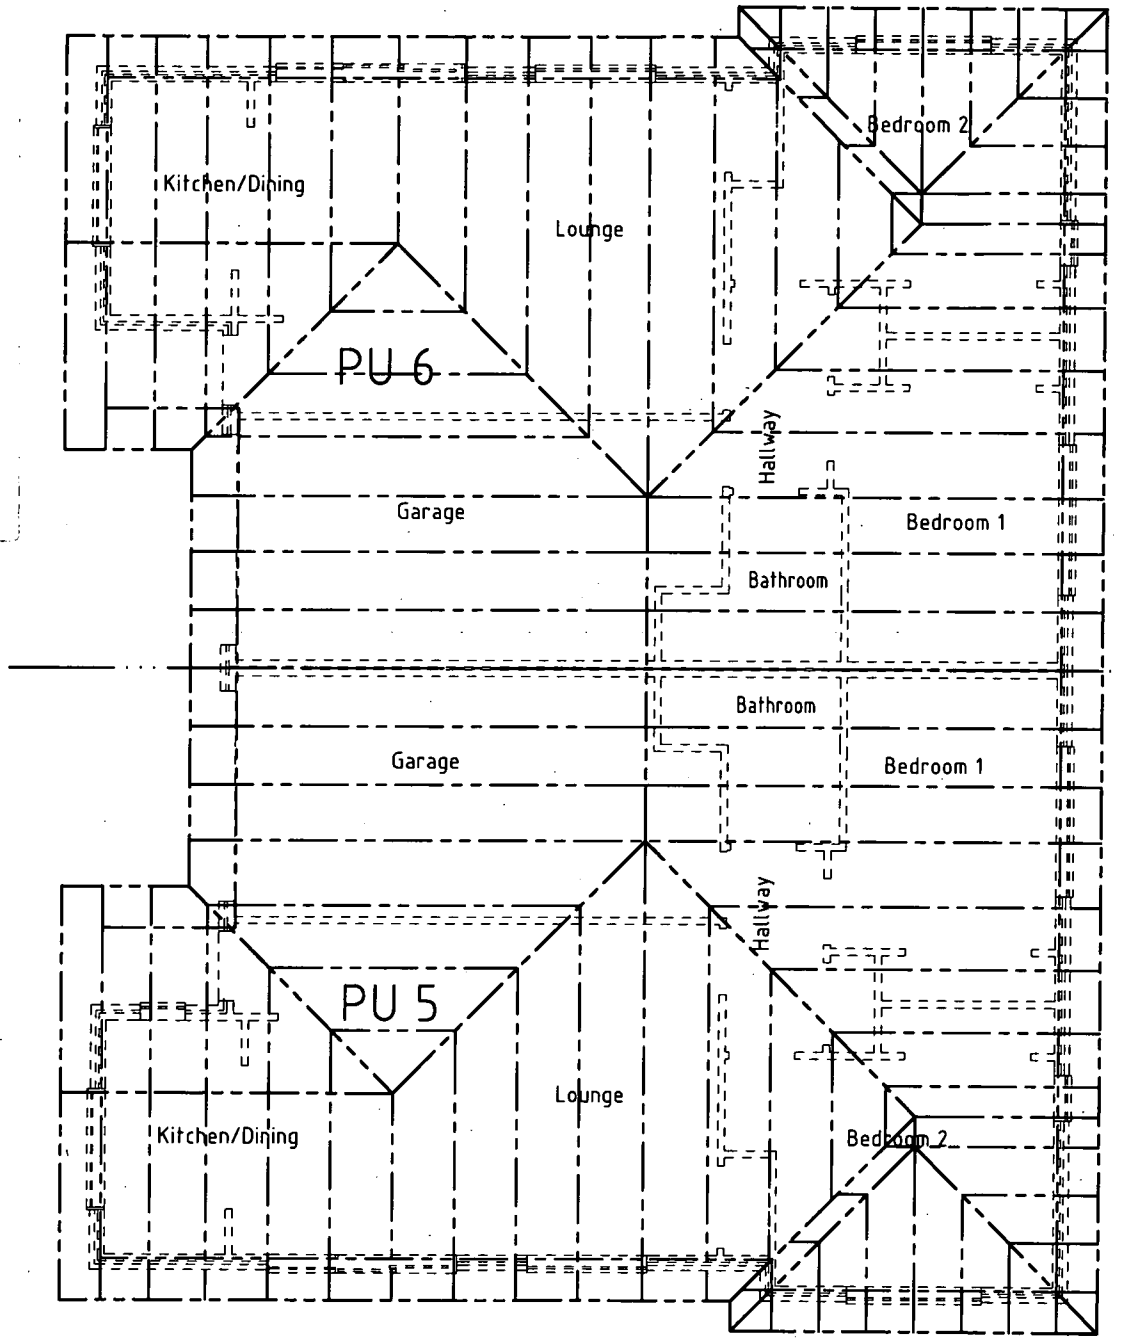 Bedroom 2
Kitchen/Dining
Lounge
PU 6
Hallway
Garage
Bedroom 1
Bathroom
Bathroom
Garage
Bedroom 1
Hallway
PU 5
Lounge
Kitchen/Dining
Bedroom 2